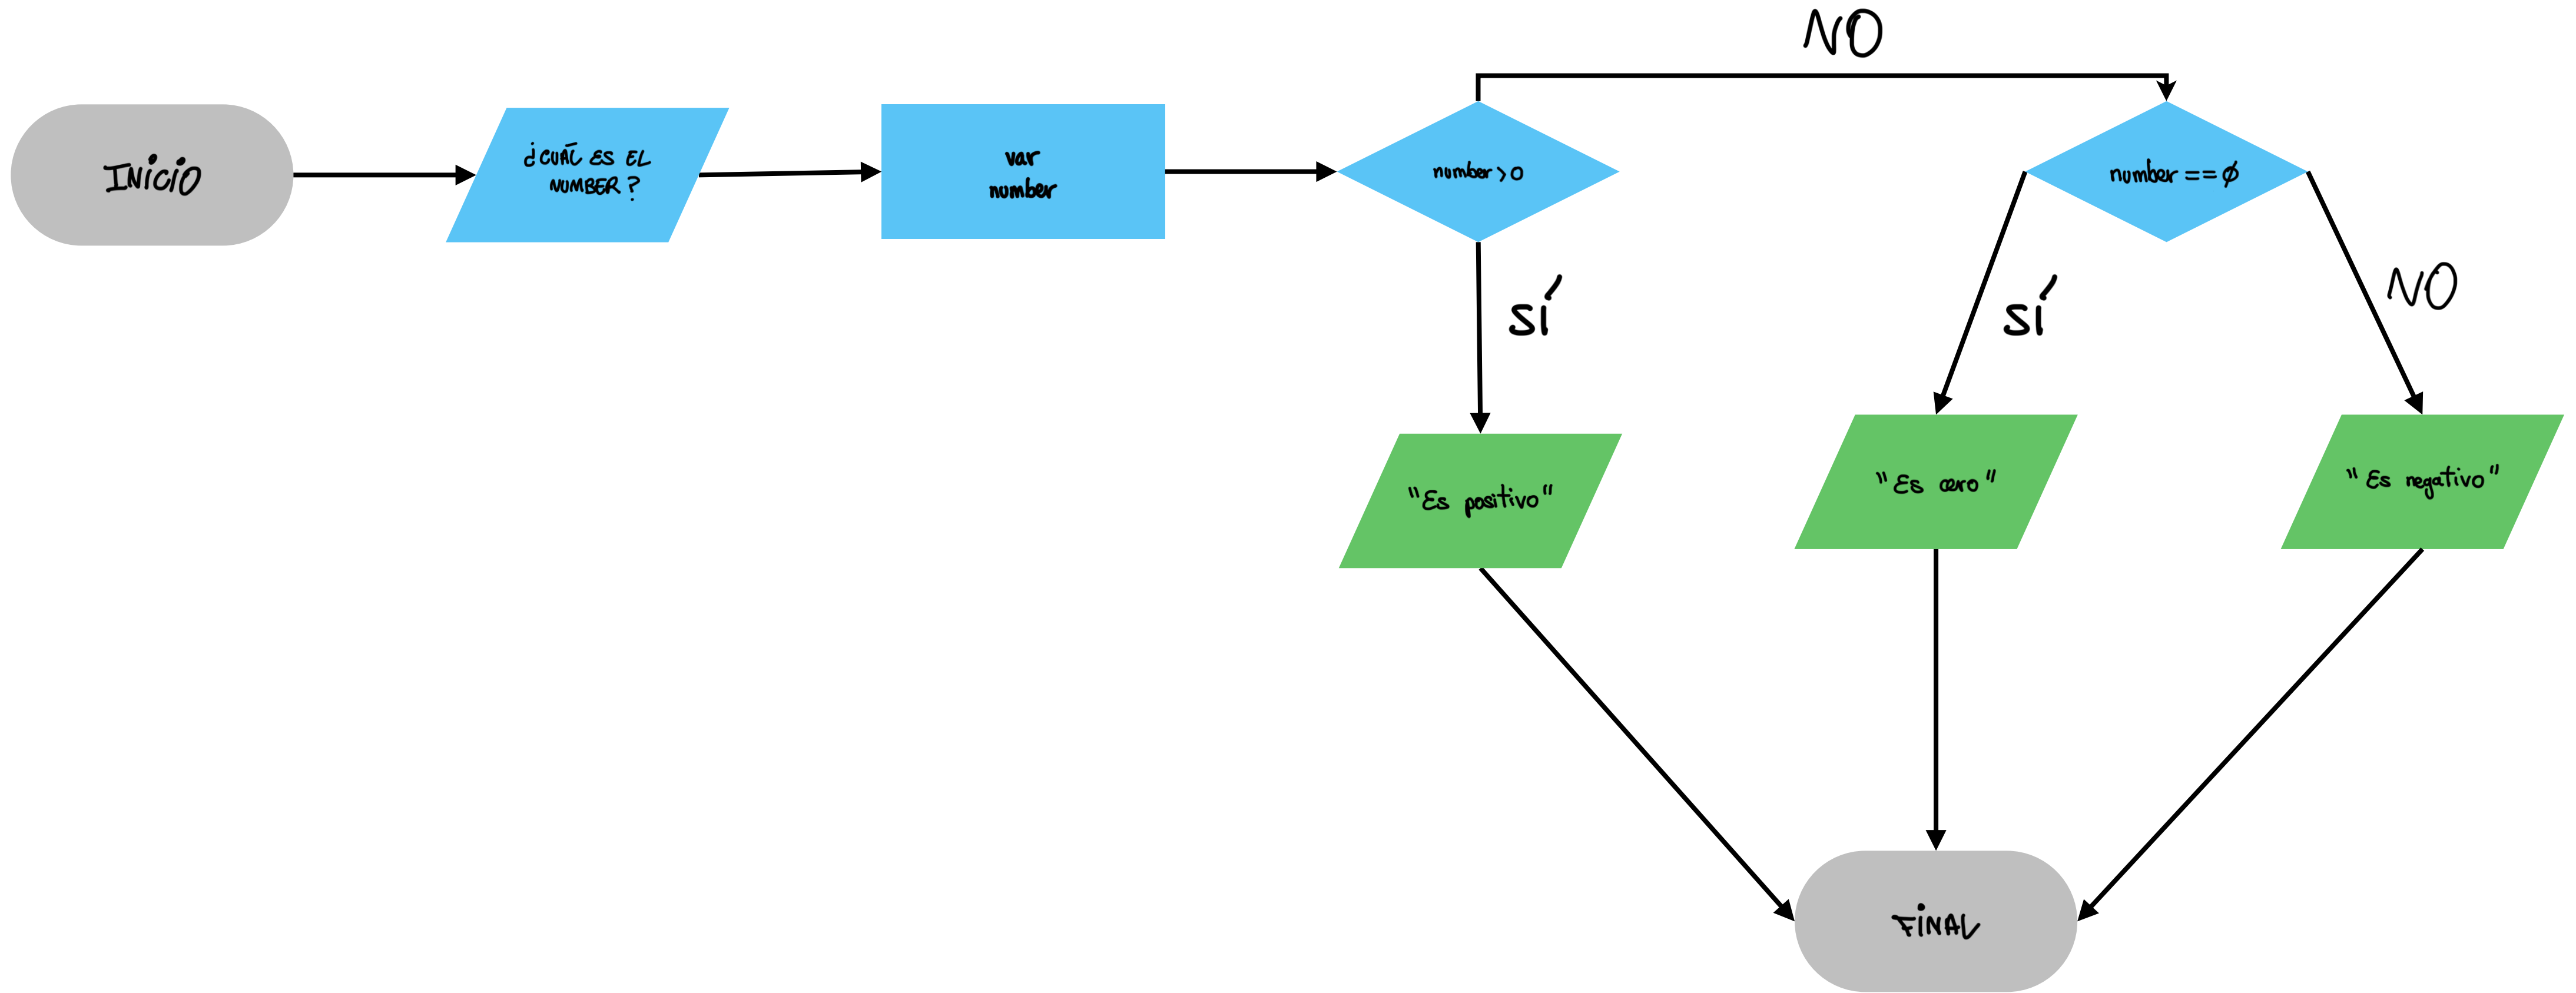 INICIO
¿CUÁL ES EL
NUMBER?
var
number
number > 0
NO
SÍ
number == 0
SÍ
NO
"Es positivo"
"Es cero"
"Es negativo"
FINAL